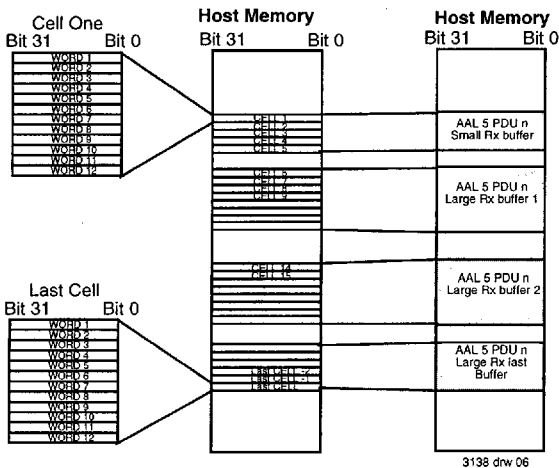 Cell One
Bit 31 Bit 0
WORD 1
WORD 2
WORD 3
WORD 4
WORD 5
WORD 6
WORD 7
WORD 8
WORD 9
WORD 10
WORD 11
WORD 12
Last Cell
Bit 31 Bit 0
WORD 1
WORD 2
WORD 3
WORD 4
WORD 5
WORD 6
WORD 7
WORD 8
WORD 9
WORD 10
WORD 11
WORD 12
Host Memory
Bit 31 Bit 0
CELL 1
CELL 2
CELL 4
CELL 5
CELL 6
CELL 14
CELL 15
Last CELL -2
Last CELL -1
Last CELL
Host Memory
Bit 31 Bit 0
AAL 5 PDU n
Small Rx buffer
AAL 5 PDU n
Large Rx buffer 1
AAL 5 PDU n
Large Rx buffer 2
AAL 5 PDU n
Large Rx last
Buffer
3138 drw 06